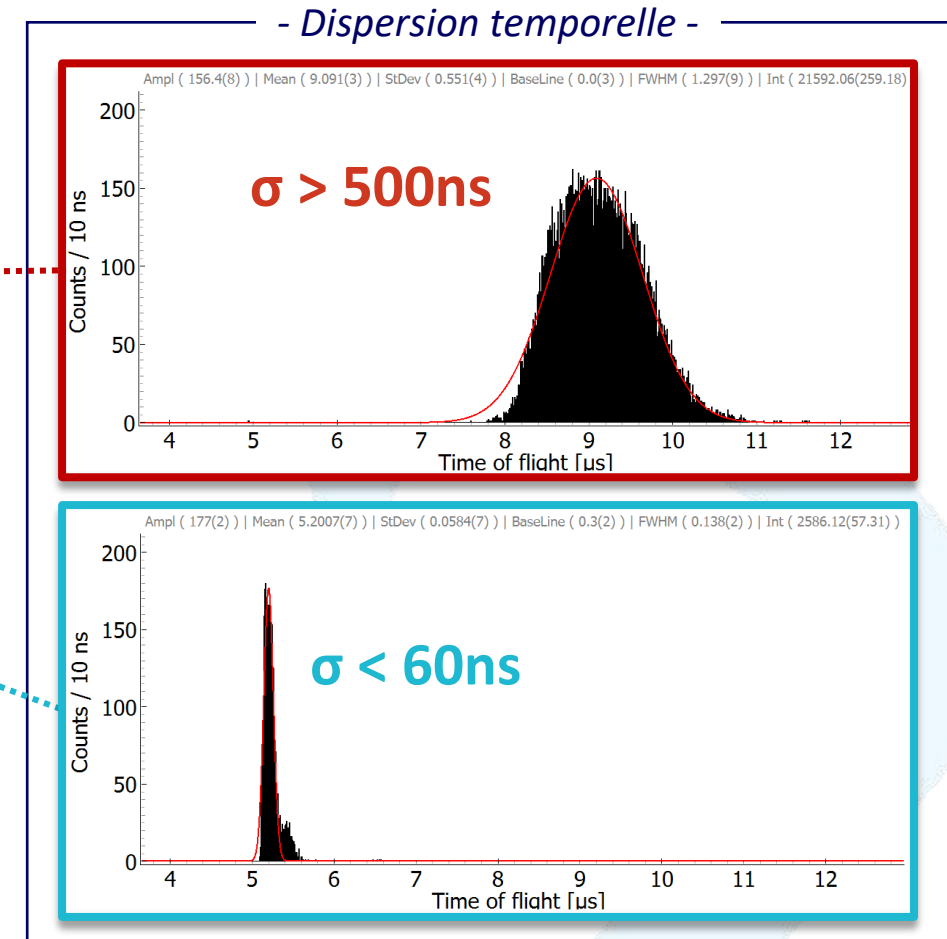 - Dispersion temporelle -
Ampl ( 156.4(8) ) | Mean ( 9.091(3) ) | StDev ( 0.551(4) ) | BaseLine ( 0.0(3) ) | FWHM ( 1.297(9) ) | Int ( 21592.06(259.18)
200
150
100
50
0
Counts / 10 ns
σ > 500ns
4 5 6 7 8 9 10 11 12
Time of flight [µs]
Ampl ( 177(2) ) | Mean ( 5.2007(7) ) | StDev ( 0.0584(7) ) | BaseLine ( 0.3(2) ) | FWHM ( 0.138(2) ) | Int ( 2586.12(57.31) )
200
150
100
50
0
Counts / 10 ns
σ < 60ns
4 5 6 7 8 9 10 11 12
Time of flight [µs]